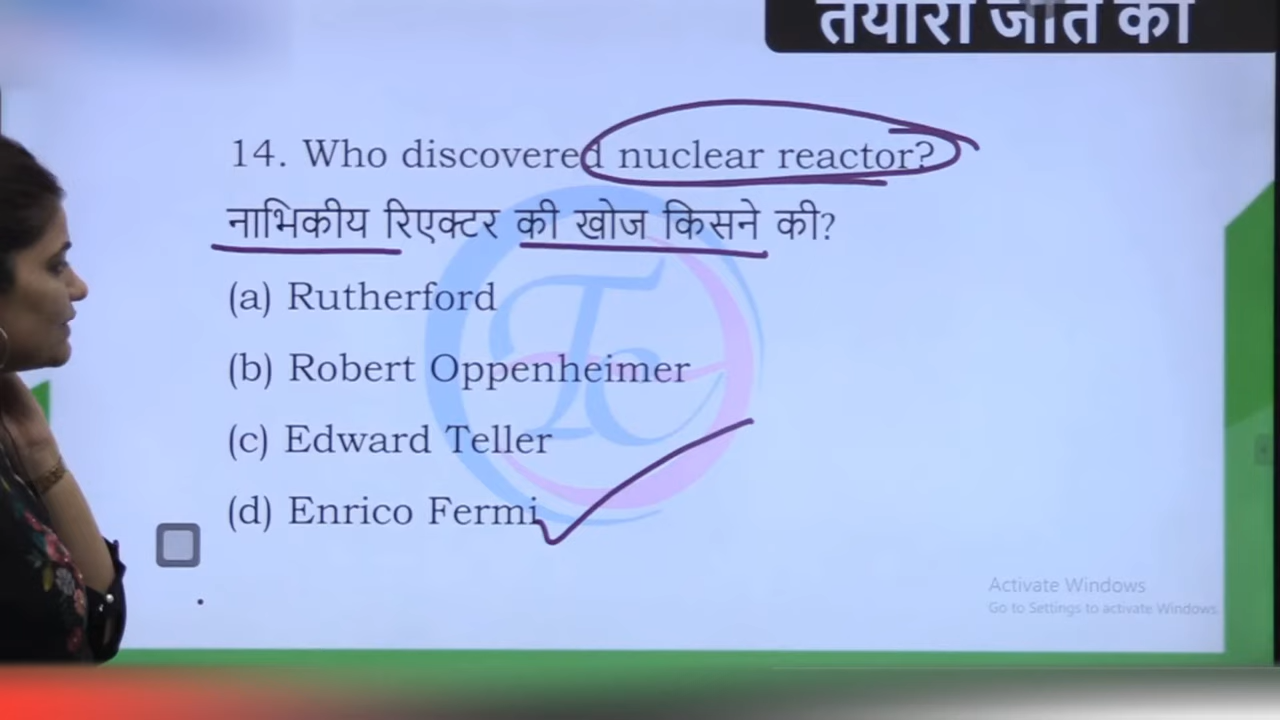 तैयारी जीत की
14. Who discovered nuclear reactor?
नाभिकीय रिएक्टर की खोज किसने की?
(a) Rutherford
(b) Robert Oppenheimer
(c) Edward Teller
(d) Enrico Fermi
Activate Windows
Go to Settings to activate Windows.